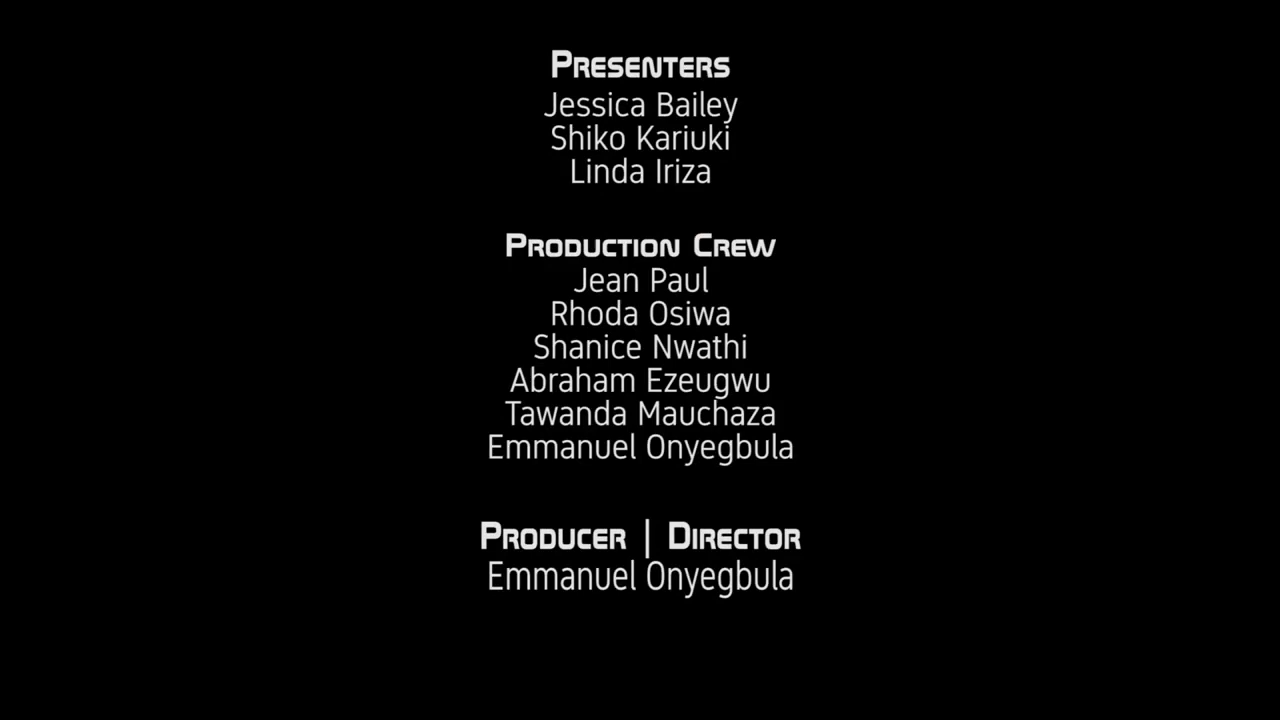 PRESENTERS
Jessica Bailey
Shiko Kariuki
Linda Iriza
PRODUCTION CREW
Jean Paul
Rhoda Osiwa
Shanice Nwathi
Abraham Ezeugwu
Tawanda Mauchaza
Emmanuel Onyegbula
PRODUCER | DIRECTOR
Emmanuel Onyegbula